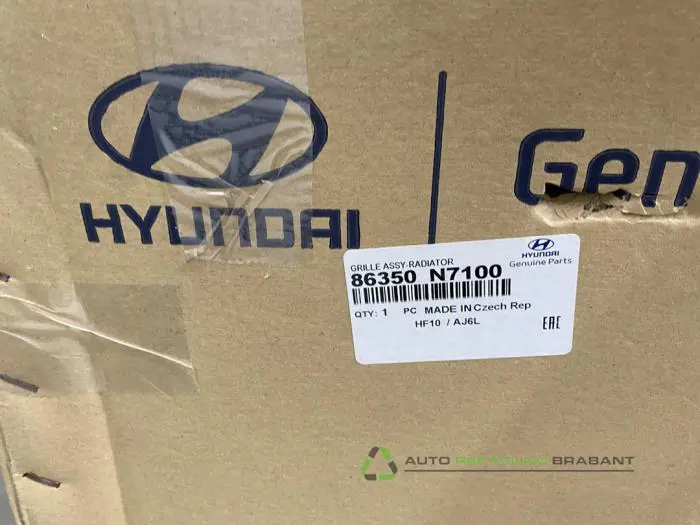 HYUNDAI
Gen
GRILLE ASSY-RADIATOR
86350 N7100
HYUNDAI
Genuine Parts
QTY: 1 PC MADE IN Czech Rep
HF10 / AJ6L
EAC
AUTO RECYCLING BRABANT